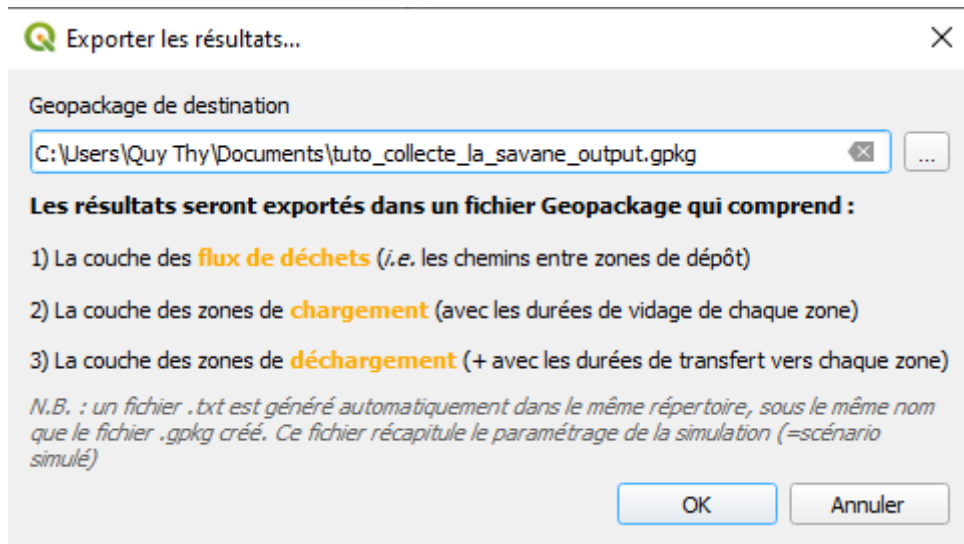 Exporter les résultats...
Geopackage de destination
C:\Users\Quy Thy\Documents\tuto_collecte_la_savane_output.gpkg
...
Les résultats seront exportés dans un fichier Geopackage qui comprend :
1) La couche des flux de déchets (i.e. les chemins entre zones de dépôt)
2) La couche des zones de chargement (avec les durées de vidage de chaque zone)
3) La couche des zones de déchargement (+ avec les durées de transfert vers chaque zone)
N.B. : un fichier .txt est généré automatiquement dans le même répertoire, sous le même nom
que le fichier .gpkg créé. Ce fichier récapitule le paramétrage de la simulation (=scénario
simulé)
OK
Annuler